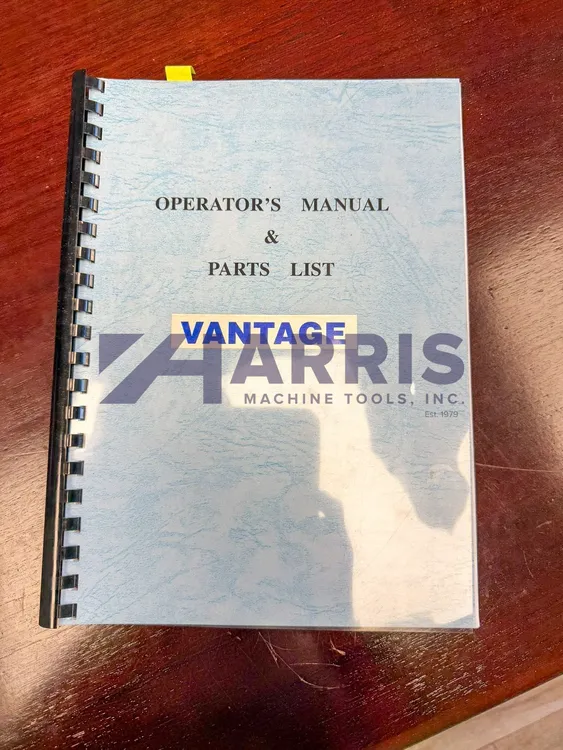 OPERATOR'S MANUAL
&
PARTS LIST
VANTAGE
HARRIS
MACHINE TOOLS, INC.
Est. 1979